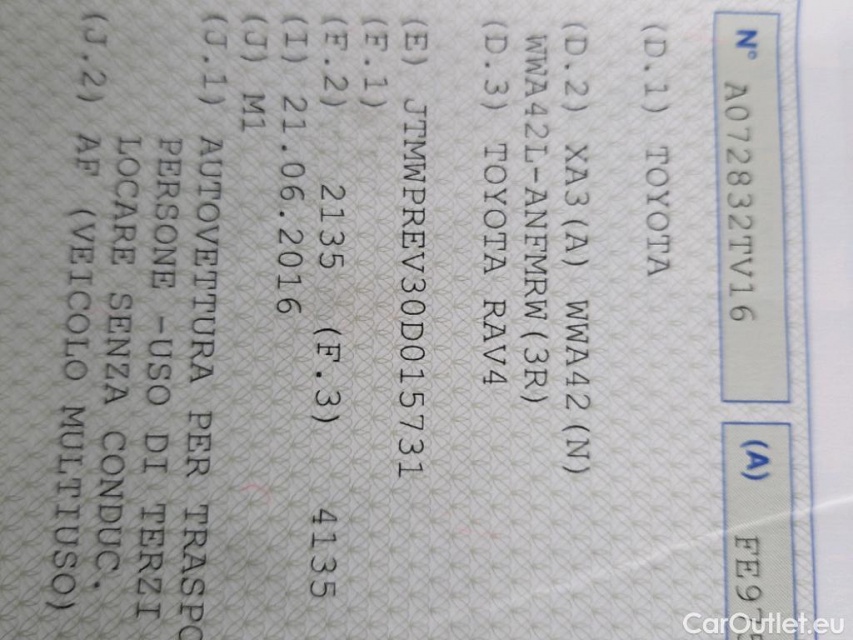 N° A072832TV16
(A) FE97
(D.1) TOYOTA
(D.2) XA3(A) WWA42(N)
WWA42L-ANFMRW(3R)
(D.3) TOYOTA RAV4
(E) JTMWPREV30D015731
(F.1)
(F.2) 2135 (F.3) 4135
(I) 21.06.2016
(J) M1
(J.1) AUTOVETTURA PER TRASPO
PERSONE -USO DI TERZI
LOCARE SENZA CONDUC.
(J.2) AF (VEICOLO MULTIUSO)
CarOutlet.eu